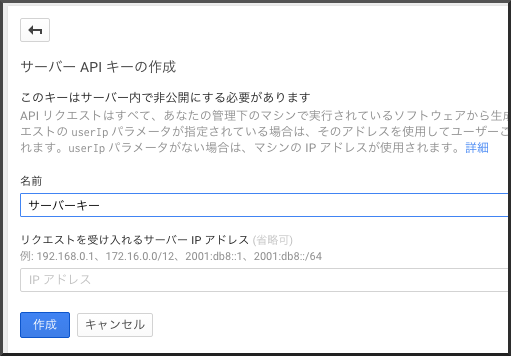 サーバー API キーの作成
このキーはサーバー内で非公開にする必要があります
API リクエストはすべて、あなたの管理下のマシンで実行されているソフトウェアから生成
エストの userIp パラメータが指定されている場合は、そのアドレスを使用してユーザーご
れます。userIp パラメータがない場合は、マシンの IP アドレスが使用されます。詳細
名前
サーバーキー
リクエストを受け入れるサーバー IP アドレス (省略可)
例: 192.168.0.1、172.16.0.0/12、2001:db8::1、2001:db8::/64
IP アドレス
作成 キャンセル